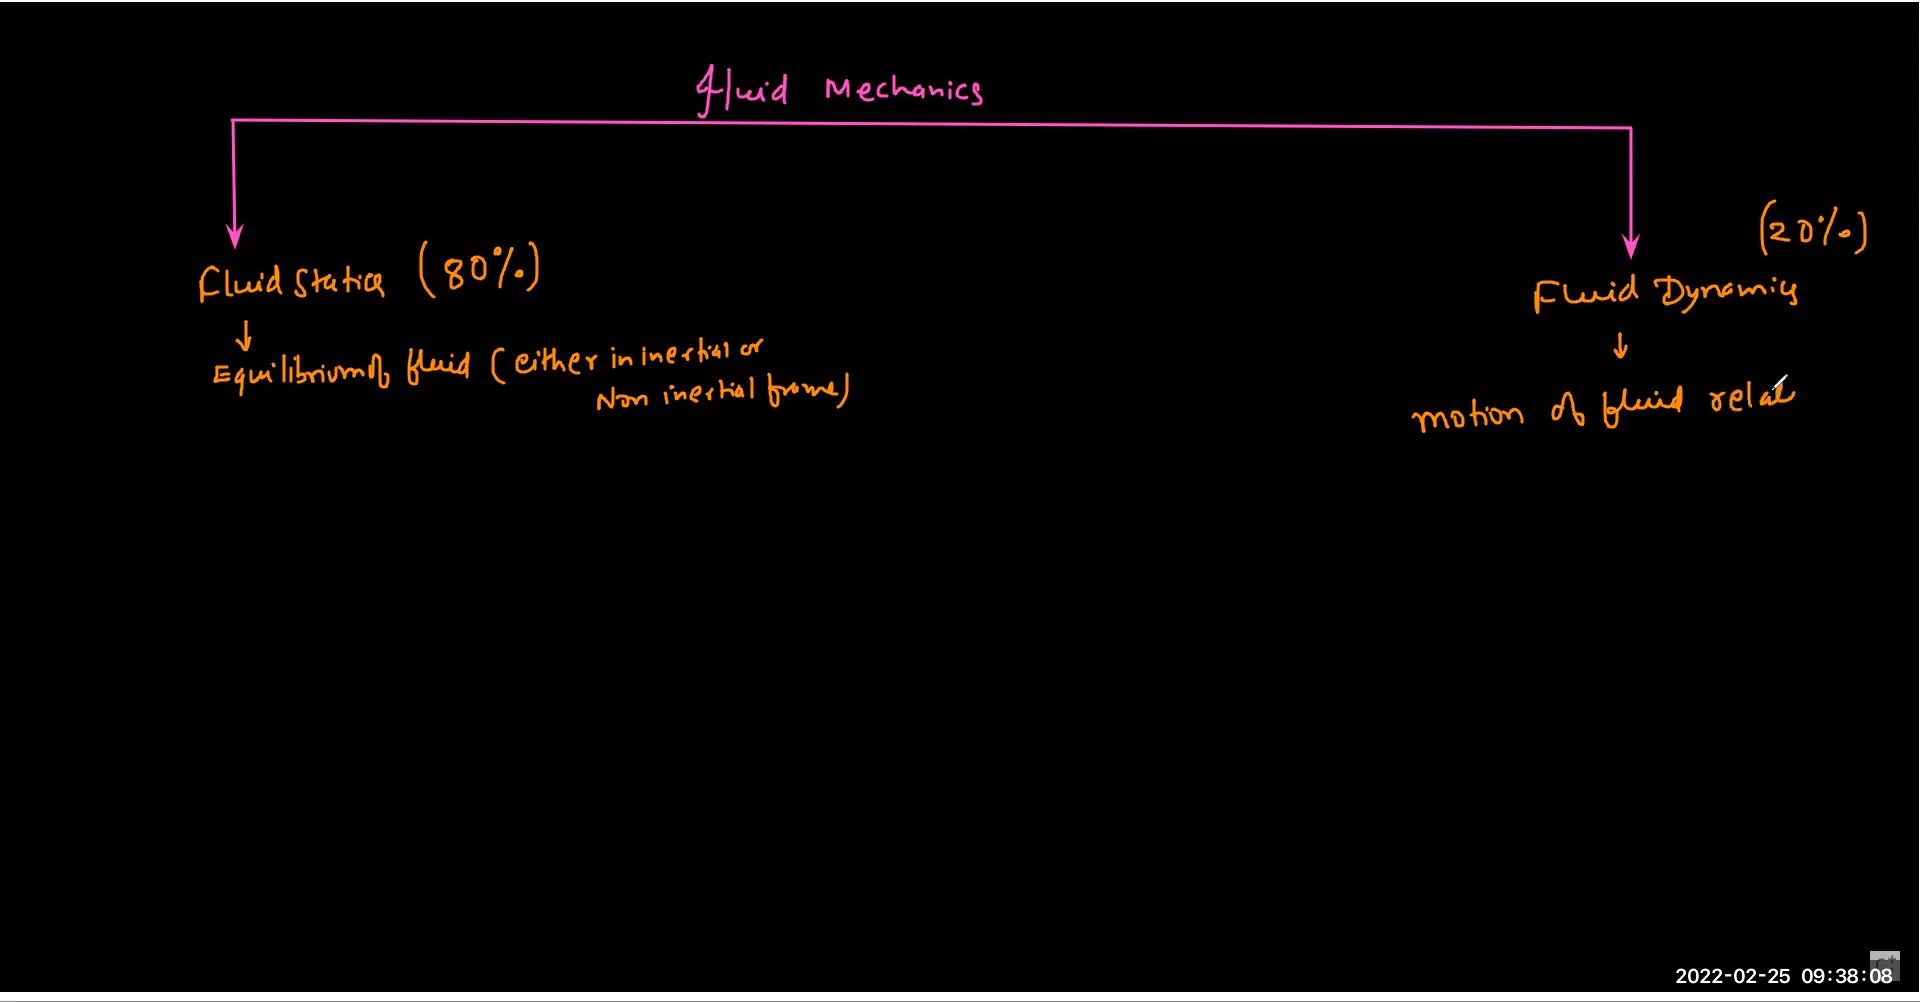 Fluid Mechanics
(20%)
Fluid Statics (80%)
Fluid Dynamics
Equilibrium of fluid (either in inertial or
Non inertial frame)
motion of fluid relat
2022-02-25 09:38:08